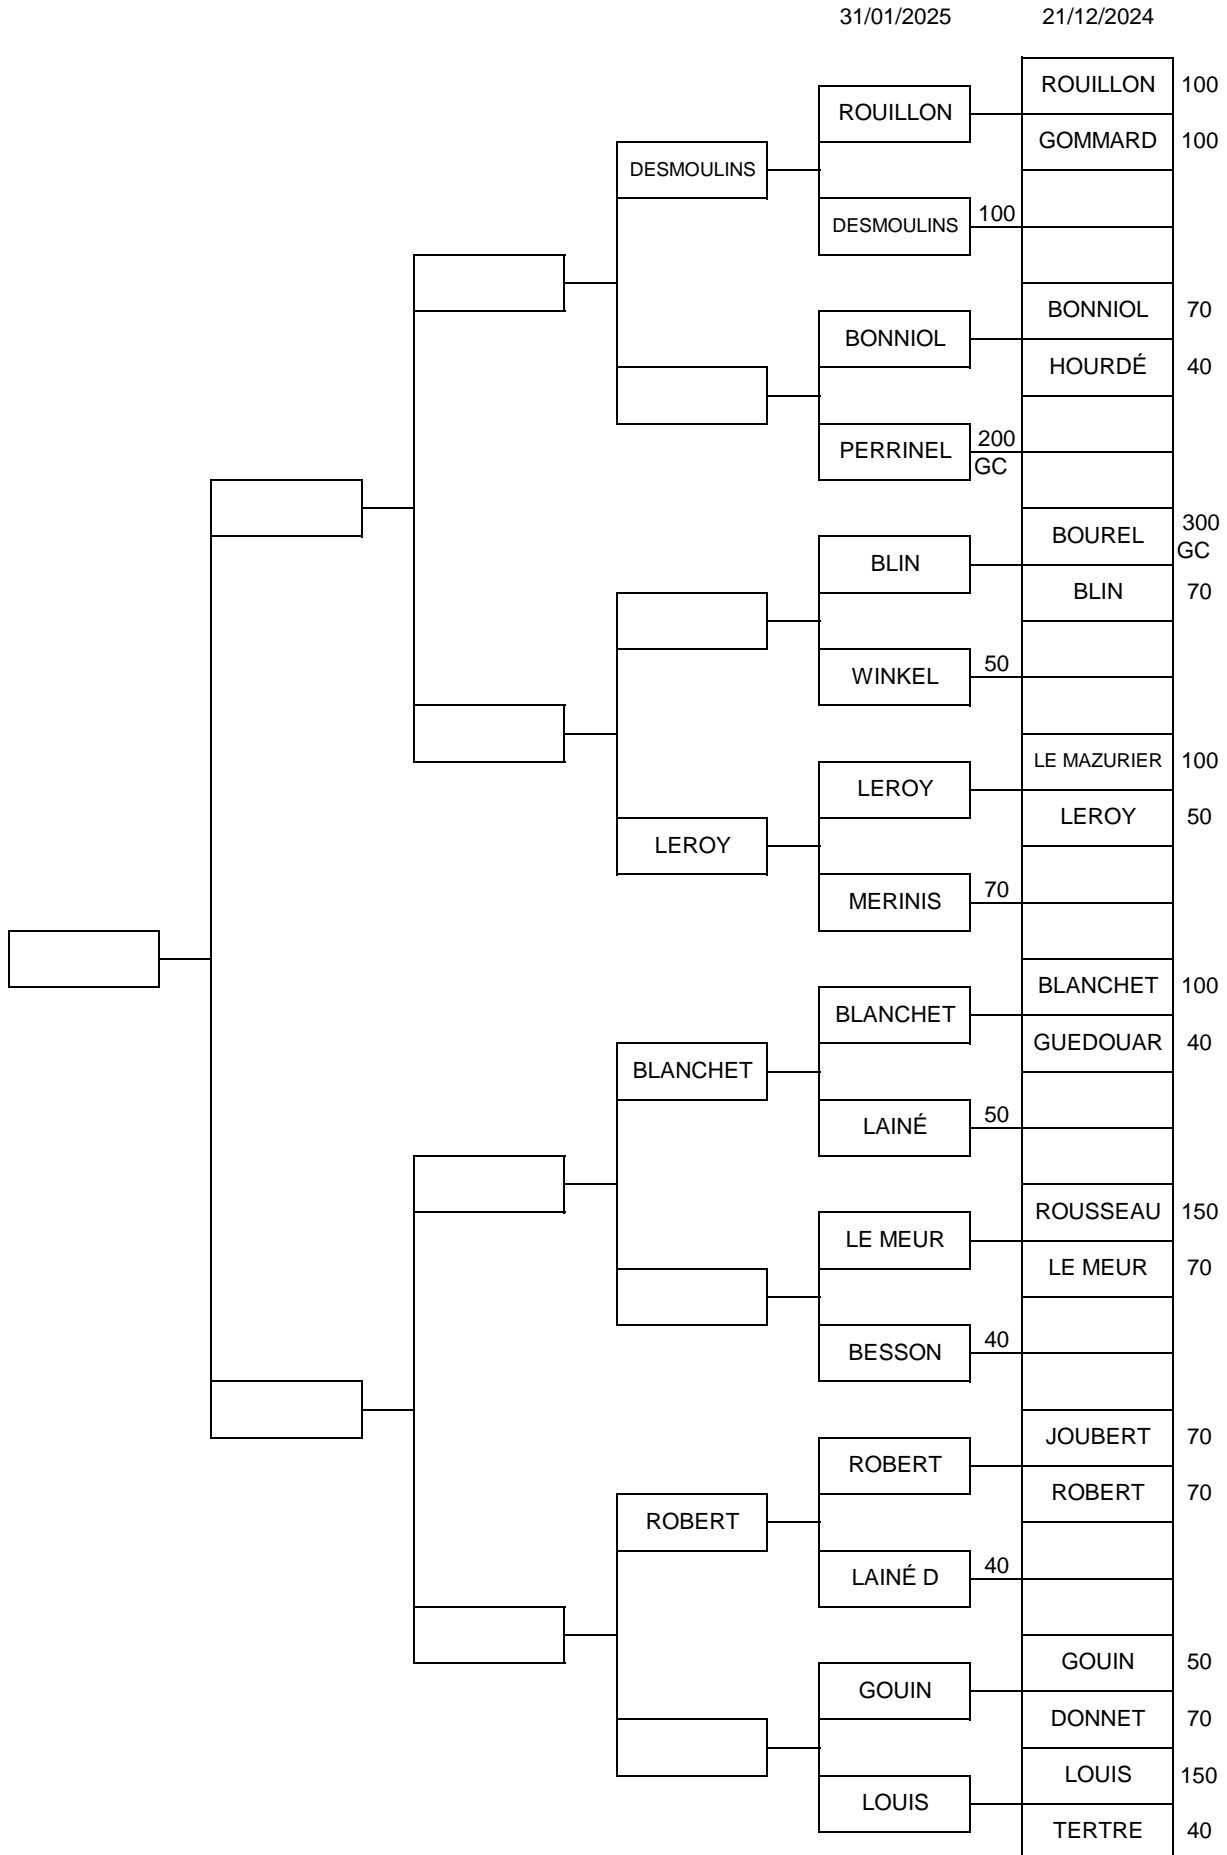 31/01/2025 21/12/2024
ROUILLON 100
ROUILLON
GOMMARD 100
DESMOULINS
100
DESMOULINS
BONNIOL 70
BONNIOL
HOURDÉ 40
200
PERRINEL
GC
300
BOUREL
GC
BLIN
BLIN 70
50
WINKEL
LE MAZURIER 100
LEROY
LEROY 50
LEROY
70
MERINIS
BLANCHET 100
BLANCHET
GUEDOUAR 40
BLANCHET
50
LAINÉ
ROUSSEAU 150
LE MEUR
LE MEUR 70
40
BESSON
JOUBERT 70
ROBERT
ROBERT 70
ROBERT
40
LAINÉ D
GOUIN 50
GOUIN
DONNET 70
LOUIS 150
LOUIS
TERTRE 40